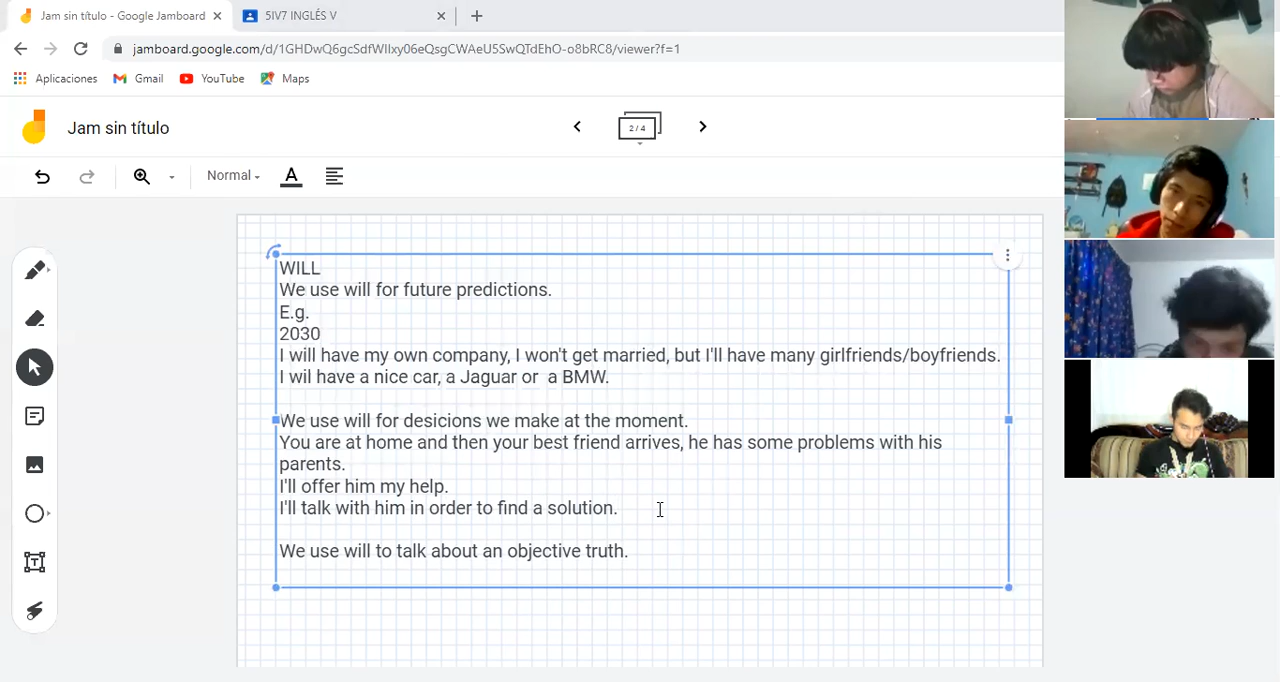 Jam sin título - Google Jamboard
5IV7 INGLÉS V
jamboard.google.com/d/1GHDwQ6gcSdfWIlxy06eQsgCWAeU5SwQTdEhO-o8bRC8/viewer?f=1
Aplicaciones
Gmail
YouTube
Maps
Jam sin título
2 / 4
Normal
A
WILL
We use will for future predictions.
E.g.
2030
I will have my own company, I won't get married, but I'll have many girlfriends/boyfriends.
I wil have a nice car, a Jaguar or  a BMW.
We use will for desicions we make at the moment.
You are at home and then your best friend arrives, he has some problems with his
parents.
I'll offer him my help.
I'll talk with him in order to find a solution.
We use will to talk about an objective truth.